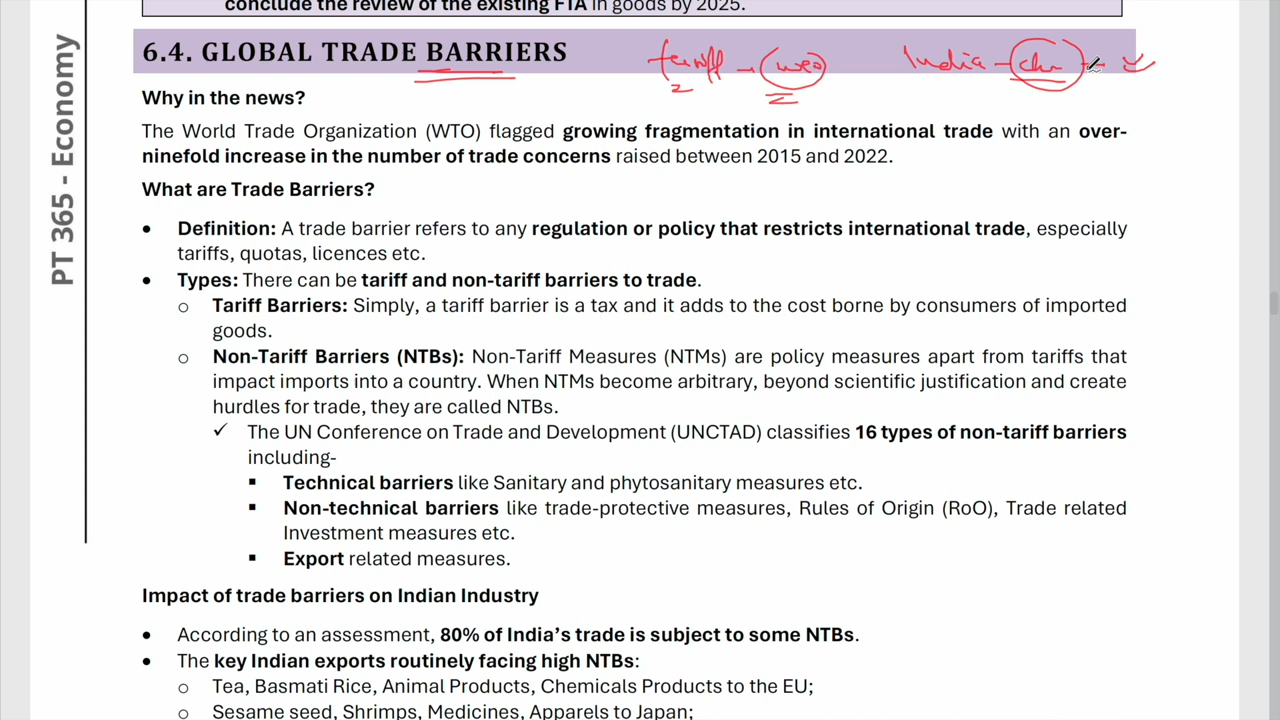 conclude the review of the existing FTA in goods by 2025.
6.4. GLOBAL TRADE BARRIERS
tariff - WTO India -
Why in the news?
The World Trade Organization (WTO) flagged growing fragmentation in international trade with an over-
ninefold increase in the number of trade concerns raised between 2015 and 2022.
What are Trade Barriers?
• Definition: A trade barrier refers to any regulation or policy that restricts international trade, especially
tariffs, quotas, licences etc.
• Types: There can be tariff and non-tariff barriers to trade.
o Tariff Barriers: Simply, a tariff barrier is a tax and it adds to the cost borne by consumers of imported
goods.
o Non-Tariff Barriers (NTBs): Non-Tariff Measures (NTMs) are policy measures apart from tariffs that
impact imports into a country. When NTMs become arbitrary, beyond scientific justification and create
hurdles for trade, they are called NTBs.
✓ The UN Conference on Trade and Development (UNCTAD) classifies 16 types of non-tariff barriers
including-
▪ Technical barriers like Sanitary and phytosanitary measures etc.
▪ Non-technical barriers like trade-protective measures, Rules of Origin (RoO), Trade related
Investment measures etc.
▪ Export related measures.
Impact of trade barriers on Indian Industry
• According to an assessment, 80% of India's trade is subject to some NTBs.
• The key Indian exports routinely facing high NTBs:
o Tea, Basmati Rice, Animal Products, Chemicals Products to the EU;
o Sesame seed, Shrimps, Medicines, Apparels to Japan;
PT 365 - Economy